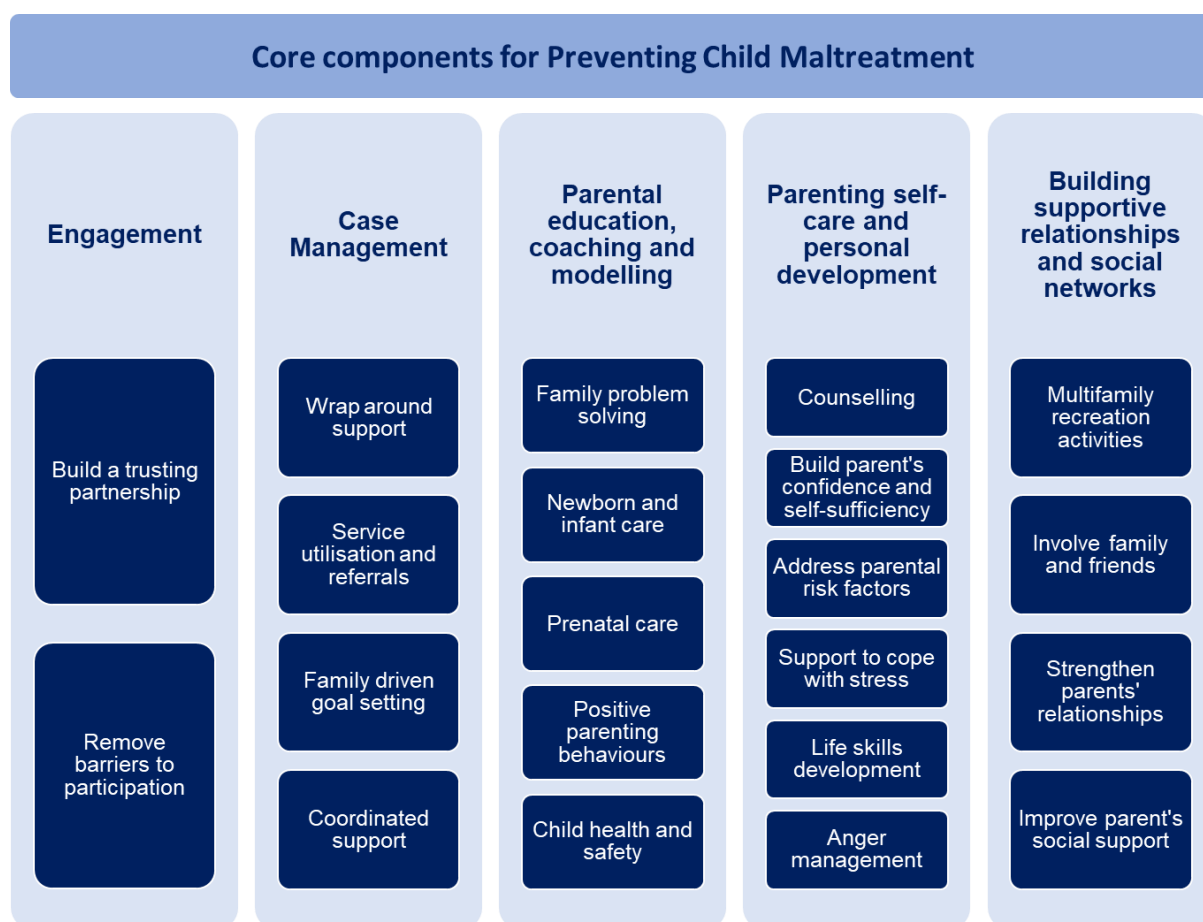 Core components for Preventing Child Maltreatment
Engagement
Build a trusting
partnership
Remove
barriers to
participation
Case
Management
Wrap around
support
Service
utilisation and
referrals
Family driven
goal setting
Coordinated
support
Parental
education,
coaching and
modelling
Family problem
solving
Newborn and
infant care
Prenatal care
Positive
parenting
behaviours
Child health and
safety
Parenting self-
care and
personal
development
Counselling
Build parent's
confidence and
self-sufficiency
Address parental
risk factors
Support to cope
with stress
Life skills
development
Anger
management
Building
supportive
relationships
and social
networks
Multifamily
recreation
activities
Involve family
and friends
Strengthen
parents'
relationships
Improve parent's
social support